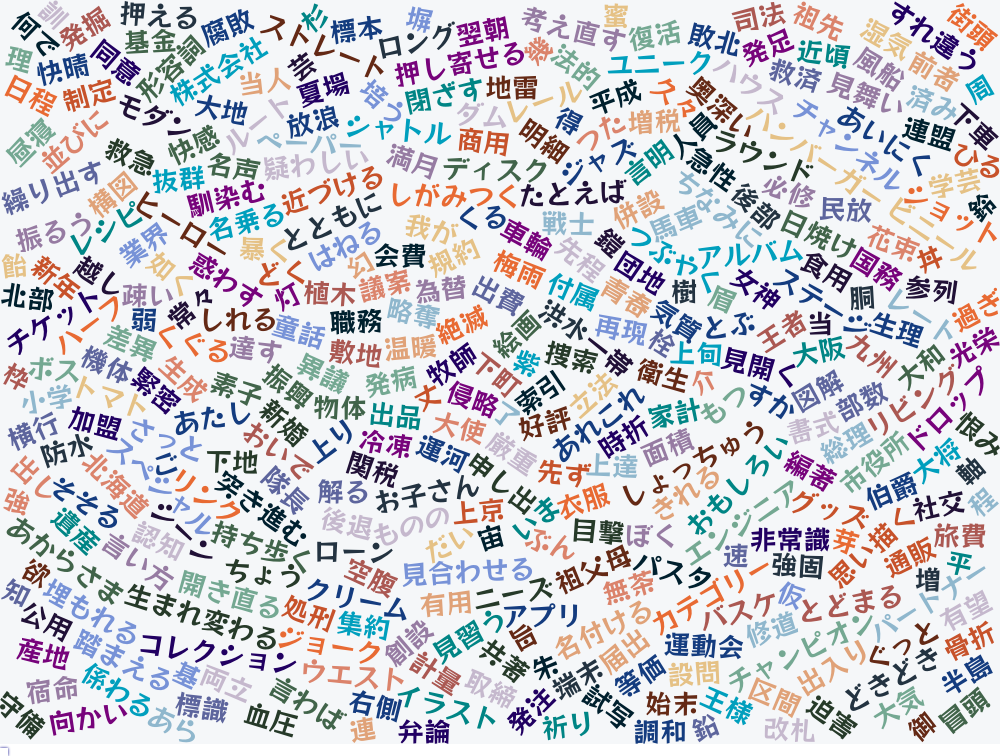 何で
凱
発掘
押える
杉
標本
堀
ロング
翌朝
考え直す
蜜
復活
敗北
司法
祖先
すれ違う
街頭
理
快晴
同意
基金
形容詞
腐敗
ストレート
株式会社
芸
押し寄せる
法的
ユニーク
発足
近頃
湿気
風船
前者
日程
制定
モダン
大地
当人
夏場
培う
閉ざす
地雷
レール
平成
奥深い
ハウス
救済
見舞い
済み
周
下車
昼寝
並びに
快感
ルート
放浪
ペーパー
シャトル
ダム
商用
明細
得
つた
増税
グラウンド
ハンバーガー
チャンネル
あいにく
連盟
ひる
救急
抜群
名声
疑わしい
満月
ディスク
ジャズ
言明
人
急性
必修
民放
学芸
ショット
密
繰り出す
構図
馴染む
近づける
しがみつく
たとえば
ちなみに
後部
日焼け
ビニール
振るう
レシピ
ヒーロー
名乗る
とともに
くる
戦士
併設
馬車
花束
丼
飴
新年
越し
業界
如く
暴く
はねる
我が
車輪
先程
鎧
つぶやく
アルバム
食用
国務
北部
チケット
疎い
惑わす
どく
幻
会費
規約
梅雨
付属
団地
樹
眉
女神
ステージ
胴
参列
ハーフ
弱
常々
しれる
灯
植木
議案
為替
出費
青春
気質
とぶ
王者
当
生理
レート
過ぎ
差異
くぐる
達す
童話
職務
略奪
絶滅
絵画
洪水
再現
栓
上旬
見開く
大阪
九州
大和
光栄
枠
ボス
機体
緊密
生成
素子
振興
敷地
異議
温暖
発病
牧師
下町
紫
捜索
一帯
衛生
介
すか
図解
部数
リビング
ドロップ
小学
トマト
あたし
新婚
物体
出品
丈
侵略
大使
ア
索引
好評
立法
あれこれ
家計
もつ
書式
総理
横行
加盟
さっと
おいで
上り
冷凍
運河
厳重
時折
面積
しょっちゅう
編著
市役所
大将
恨み
防水
スペシャル
リング
下地
隊長
関税
申し出
先ず
上達
きれる
おもしろい
伯爵
軸
出し
そそる
北海道
突き進む
解る
お子さん
いま
衣服
エンジニア
グッズ
社交
程
強
遺産
シーン
持ち歩く
後退
ものの
上京
宙
ぶん
目撃
ぼく
非常識
芽
思い描く
旅費
あからさま
認知
言い方
ちょう
ローン
だい
祖父母
パスタ
速
強固
通販
平
欲
開き直る
空腹
見合わせる
ニーズ
無茶
カテゴリー
仮
とどまる
増
知
埋もれる
生まれ変わる
処刑
クリーム
集約
有用
アプリ
名付ける
バスケ
パートナー
有望
公用
踏まえる
コレクション
ジョーク
創設
見習う
旨
届出
運動会
修道
チャンピオン
ぐっと
骨折
産地
係わる
基
両立
ウエスト
計量
共著
朱
端末
等価
設問
出入り
どきどき
半島
宿命
標識
言わば
右側
取締
発注
試写
始末
王様
区間
迫害
大気
冒頭
守備
向かい
あら
血圧
連
弁論
イラスト
祈り
調和
鉛
改札
御